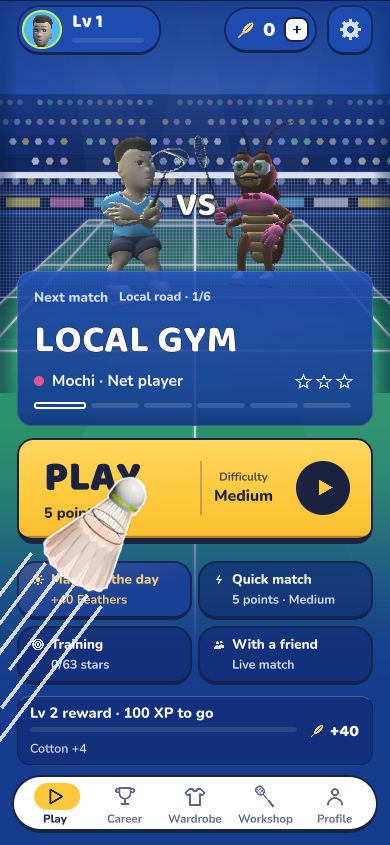 Lv 1
0
VS
Next match Local road · 1/6
LOCAL GYM
Mochi · Net player
PLAY
5
Difficulty
Medium
the day
+40 Feathers
Quick match
5 points · Medium
Training
0/63 stars
With a friend
Live match
Lv 2 reward · 100 XP to go
+40
Cotton +4
Play
Career
Wardrobe
Workshop
Profile